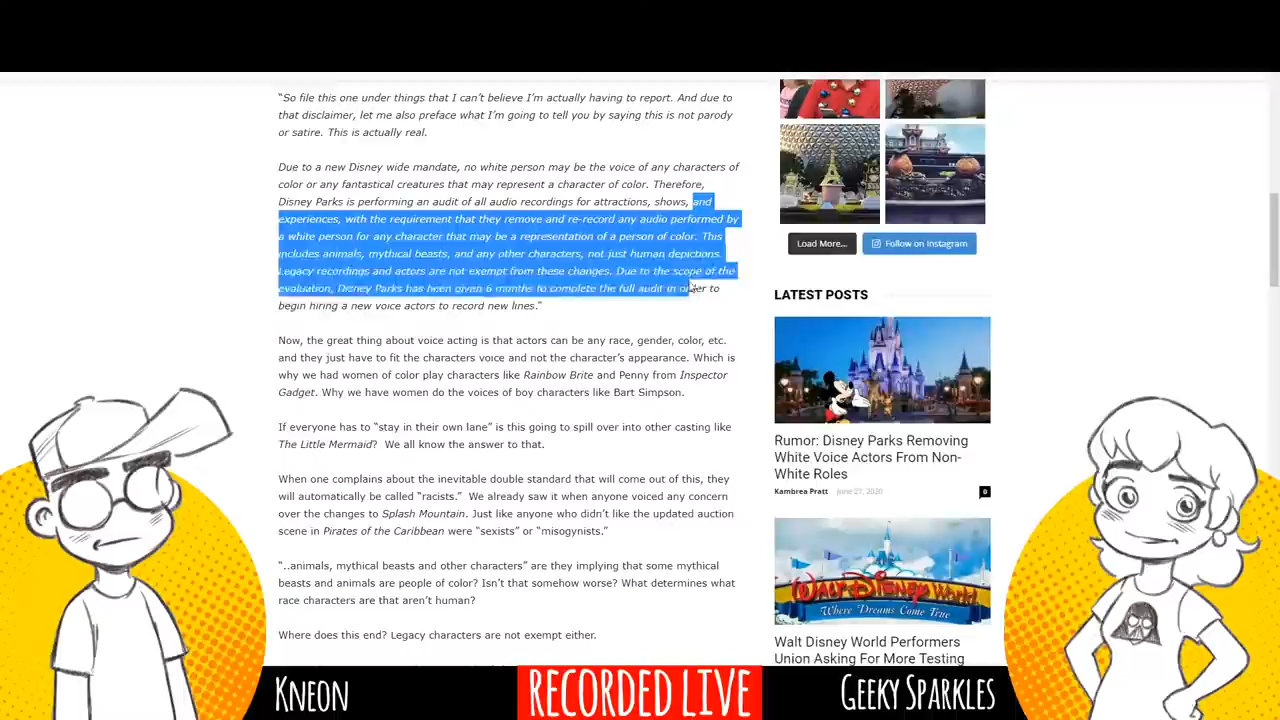 “So file this one under things that I can’t believe I’m actually having to report. And due to
that disclaimer, let me also preface what I’m going to tell you by saying this is not parody
or satire. This is actually real.
Due to a new Disney wide mandate, no white person may be the voice of any characters of
color or any fantastical creatures that may represent a character of color. Therefore,
Disney Parks is performing an audit of all audio recordings for attractions, shows, and
experiences, with the requirement that they remove and re-record any audio performed by
a white person for any character that may be a representation of a person of color. This
includes animals, mythical beasts, and any other characters, not just human depictions.
Legacy recordings and actors are not exempt from these changes. Due to the scope of the
evaluation, Disney Parks has been given 6 months to complete the full audit in order to
begin hiring a new voice actors to record new lines.”
Now, the great thing about voice acting is that actors can be any race, gender, color, etc.
and they just have to fit the characters voice and not the character’s appearance. Which is
why we had women of color play characters like Rainbow Brite and Penny from Inspector
Gadget. Why we have women do the voices of boy characters like Bart Simpson.
If everyone has to “stay in their own lane” is this going to spill over into other casting like
The Little Mermaid? We all know the answer to that.
When one complains about the inevitable double standard that will come out of this, they
will automatically be called “racists.” We already saw it when anyone voiced any concern
over the changes to Splash Mountain. Just like anyone who didn’t like the updated auction
scene in Pirates of the Caribbean were “sexists” or “misogynists.”
“..animals, mythical beasts and other characters” are they implying that some mythical
beasts and animals are people of color? Isn’t that somehow worse? What determines what
race characters are that aren’t human?
Where does this end? Legacy characters are not exempt either.
Load More...
Follow on Instagram
LATEST POSTS
Rumor: Disney Parks Removing
White Voice Actors From Non-
White Roles
Kambrea Pratt - June 27, 2020
0
WALT DISNEY WORLD
Where Dreams Come True
Walt Disney World Performers
Union Asking For More Testing
KNEON
RECORDED LIVE
GEEKY SPARKLES